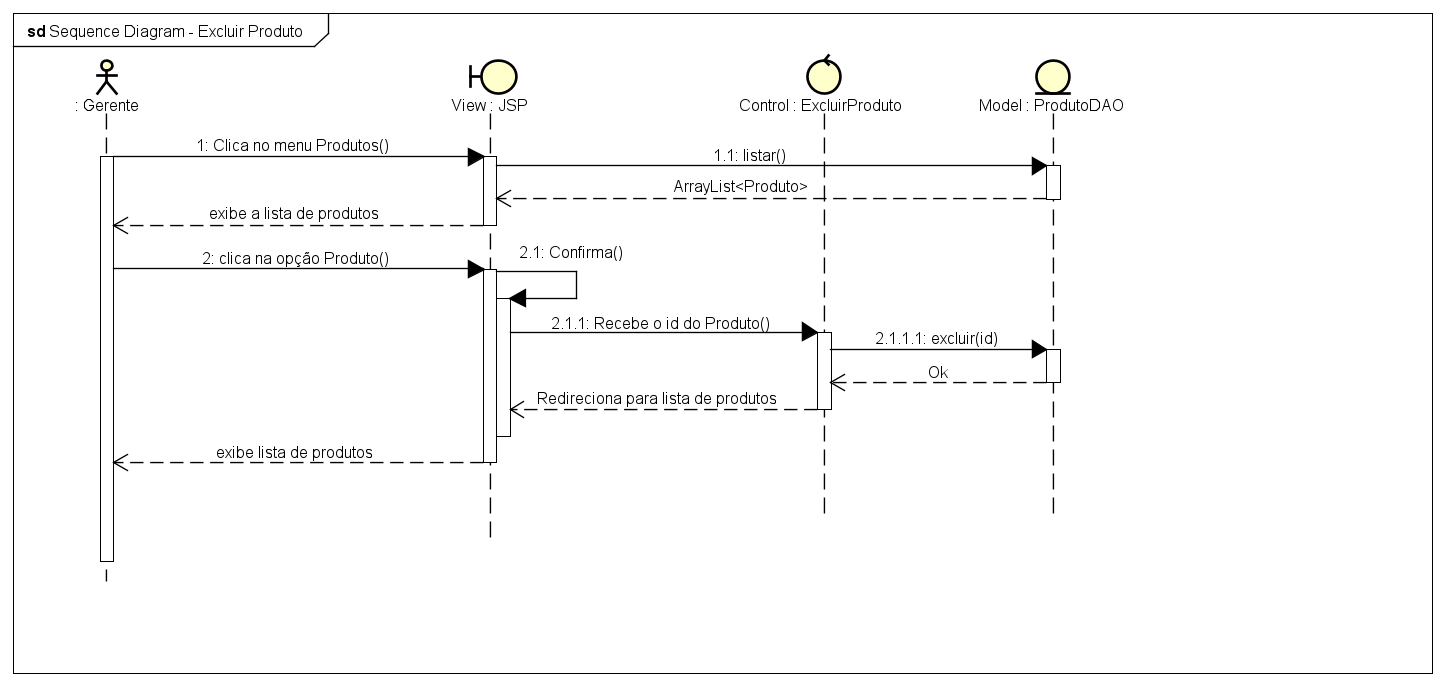 sd Sequence Diagram - Excluir Produto
: Gerente
View : JSP
Control : ExcluirProduto
Model : ProdutoDAO
1: Clica no menu Produtos()
1.1: listar()
ArrayList<Produto>
exibe a lista de produtos
2.1: Confirma()
2: clica na opção Produto()
2.1.1: Recebe o id do Produto()
2.1.1.1: excluir(id)
Ok
Redireciona para lista de produtos
exibe lista de produtos